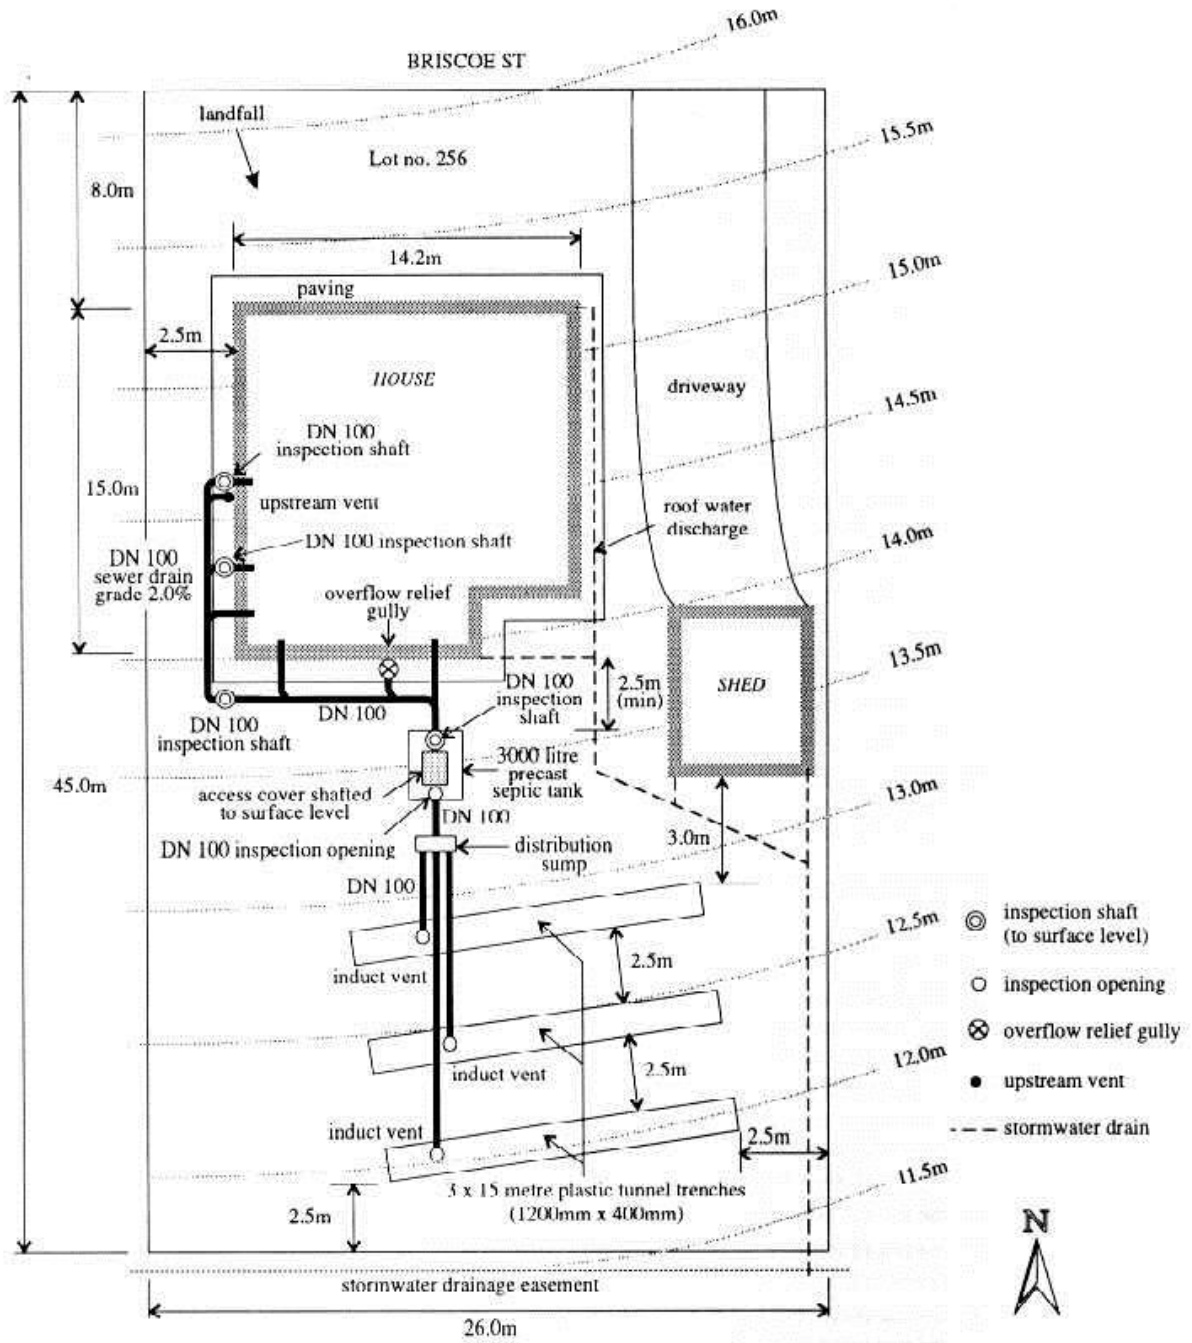 16.0m
BRISCOE ST
landfall
15.5m
Lot no. 256
8.0m
14.2m
15.0m
paving
2.5m
HOUSE
driveway
14.5m
DN 100
inspection shaft
15.0m
upstream vent
roof water
discharge
DN 100 inspection shaft
14.0m
DN 100
sewer drain
grade 2.0%
overflow relief
gully
13.5m
DN 100
inspection
shaft
2.5m
(min)
SHED
DN 100
DN 100
inspection shaft
3000 litre
precast
septic tank
45.0m
access cover shafted
to surface level
13.0m
DN 100
3.0m
DN 100 inspection opening
distribution
sump
DN 100
12.5m
inspection shaft
(to surface level)
2.5m
induct vent
inspection opening
overflow relief gully
12.0m
2.5m
induct vent
upstream vent
induct vent
2.5m
stormwater drain
11.5m
3 x 15 metre plastic tunnel trenches
(1200mm x 400mm)
2.5m
N
stormwater drainage easement
26.0m